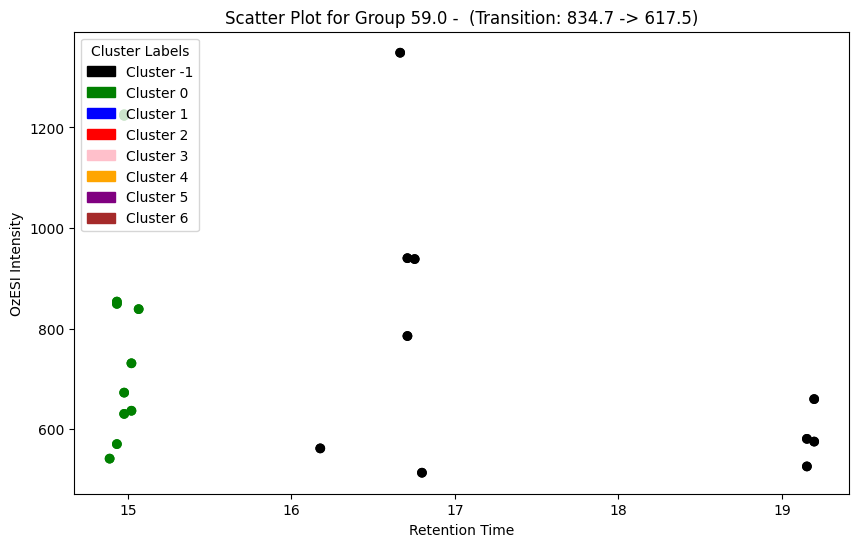 Scatter Plot for Group 59.0 -  (Transition: 834.7 -> 617.5)
Cluster Labels
Cluster -1
Cluster 0
Cluster 1
Cluster 2
Cluster 3
Cluster 4
Cluster 5
Cluster 6
1200
1000
800
600
OzESI Intensity
15 16 17 18 19
Retention Time